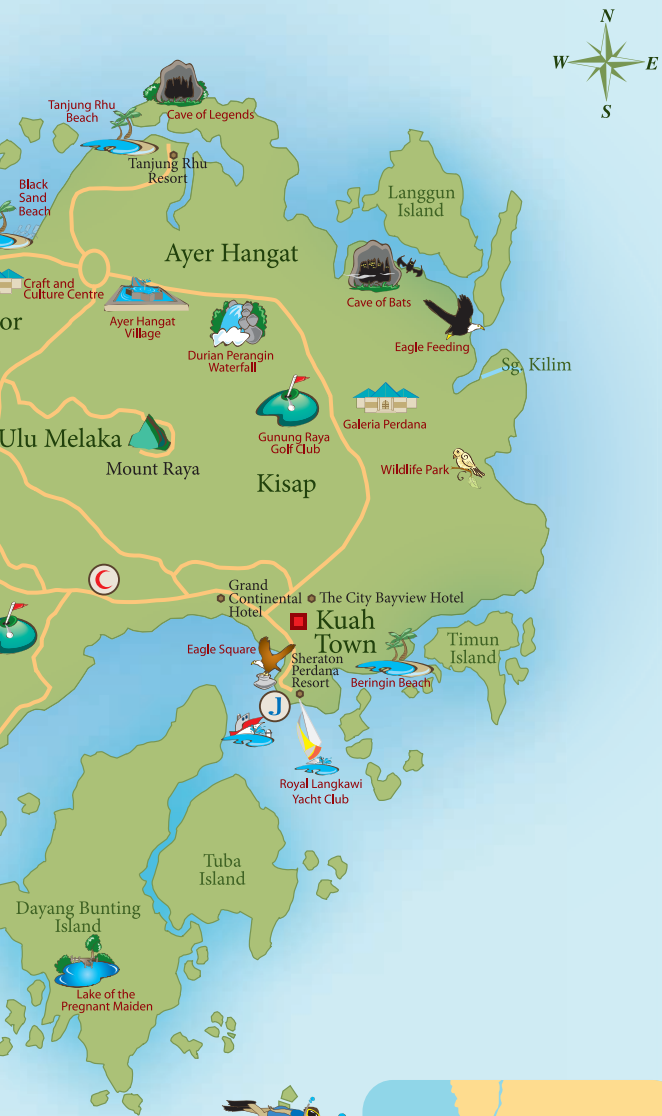 N
W
E
S
Tanjung Rhu
Beach
Cave of Legends
Tanjung Rhu
Resort
Black
Sand
Beach
Langgun
Island
Ayer Hangat
Craft and
Culture Centre
Cave of Bats
or
Ayer Hangat
Village
Durian Perangin
Waterfall
Eagle Feeding
Sg. Kilim
Galeria Perdana
Ulu Melaka
Gunung Raya
Golf Club
Mount Raya
Wildlife Park
Kisap
Grand
Continental
Hotel
The City Bayview Hotel
Kuah
Town
Timun
Island
Eagle Square
Sheraton
Perdana
Resort
Beringin Beach
J
Royal Langkawi
Yacht Club
Tuba
Island
Dayang Bunting
Island
Lake of the
Pregnant Maiden